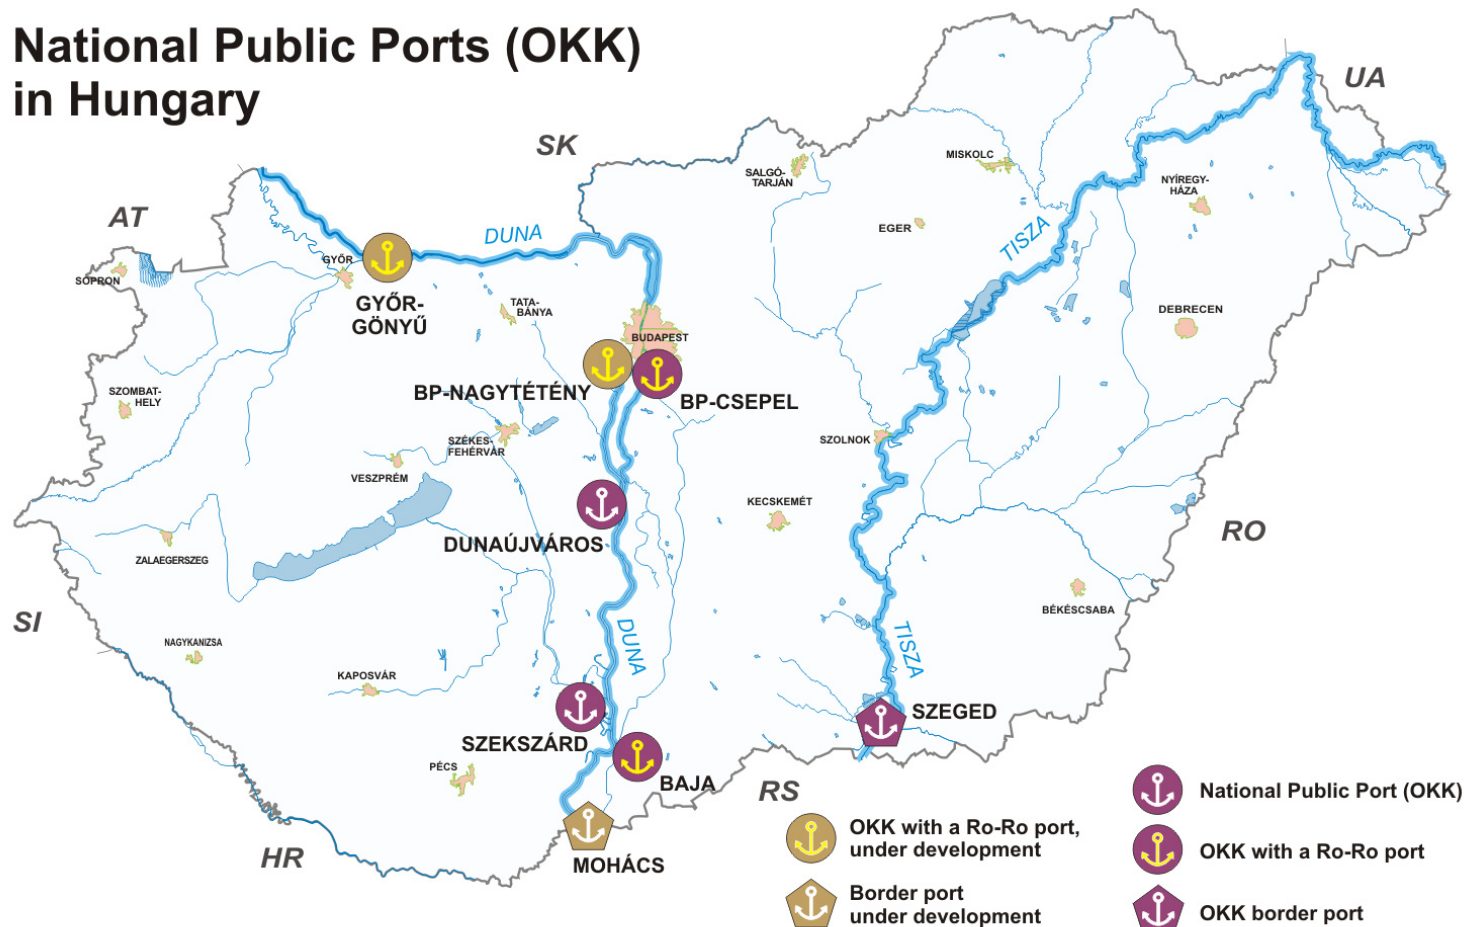 National Public Ports (OKK)
in Hungary
UA
SK
MISKOLC
SALGÓ-
TARJÁN
NYÍREGY-
HÁZA
AT
EGER
DUNA
TISZA
GYŐR
SOPRON
GYŐR-
GÖNYŰ
TATA-
BÁNYA
DEBRECEN
BUDAPEST
BP-NAGYTÉTÉNY
BP-CSEPEL
SZOMBAT-
HELY
SZÉKES-
FEHÉRVÁR
SZOLNOK
VESZPRÉM
KECSKEMÉT
RO
DUNAÚJVÁROS
ZALAEGERSZEG
BÉKÉSCSABA
SI
DUNA
TISZA
NAGYKANIZSA
KAPOSVÁR
SZEGED
SZEKSZÁRD
PÉCS
BAJA
RS
HR
MOHÁCS
OKK with a Ro-Ro port,
under development
Border port
under development
National Public Port (OKK)
OKK with a Ro-Ro port
OKK border port